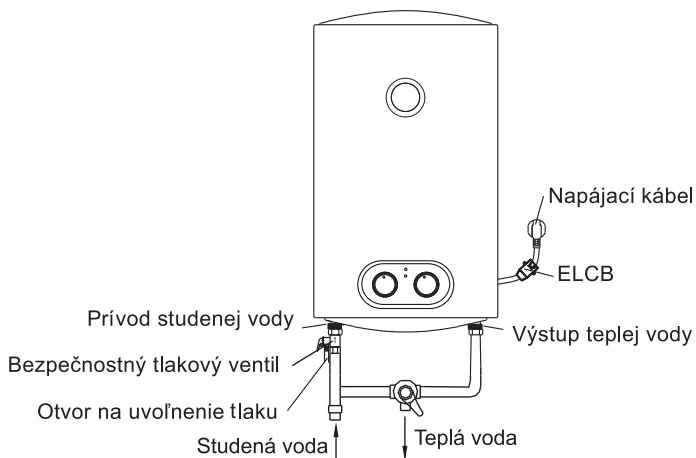 Napájací kábel
ELCB
Prívod studenej vody
Výstup teplej vody
Bezpečnostný tlakový ventil
Otvor na uvoľnenie tlaku
Studená voda
Teplá voda